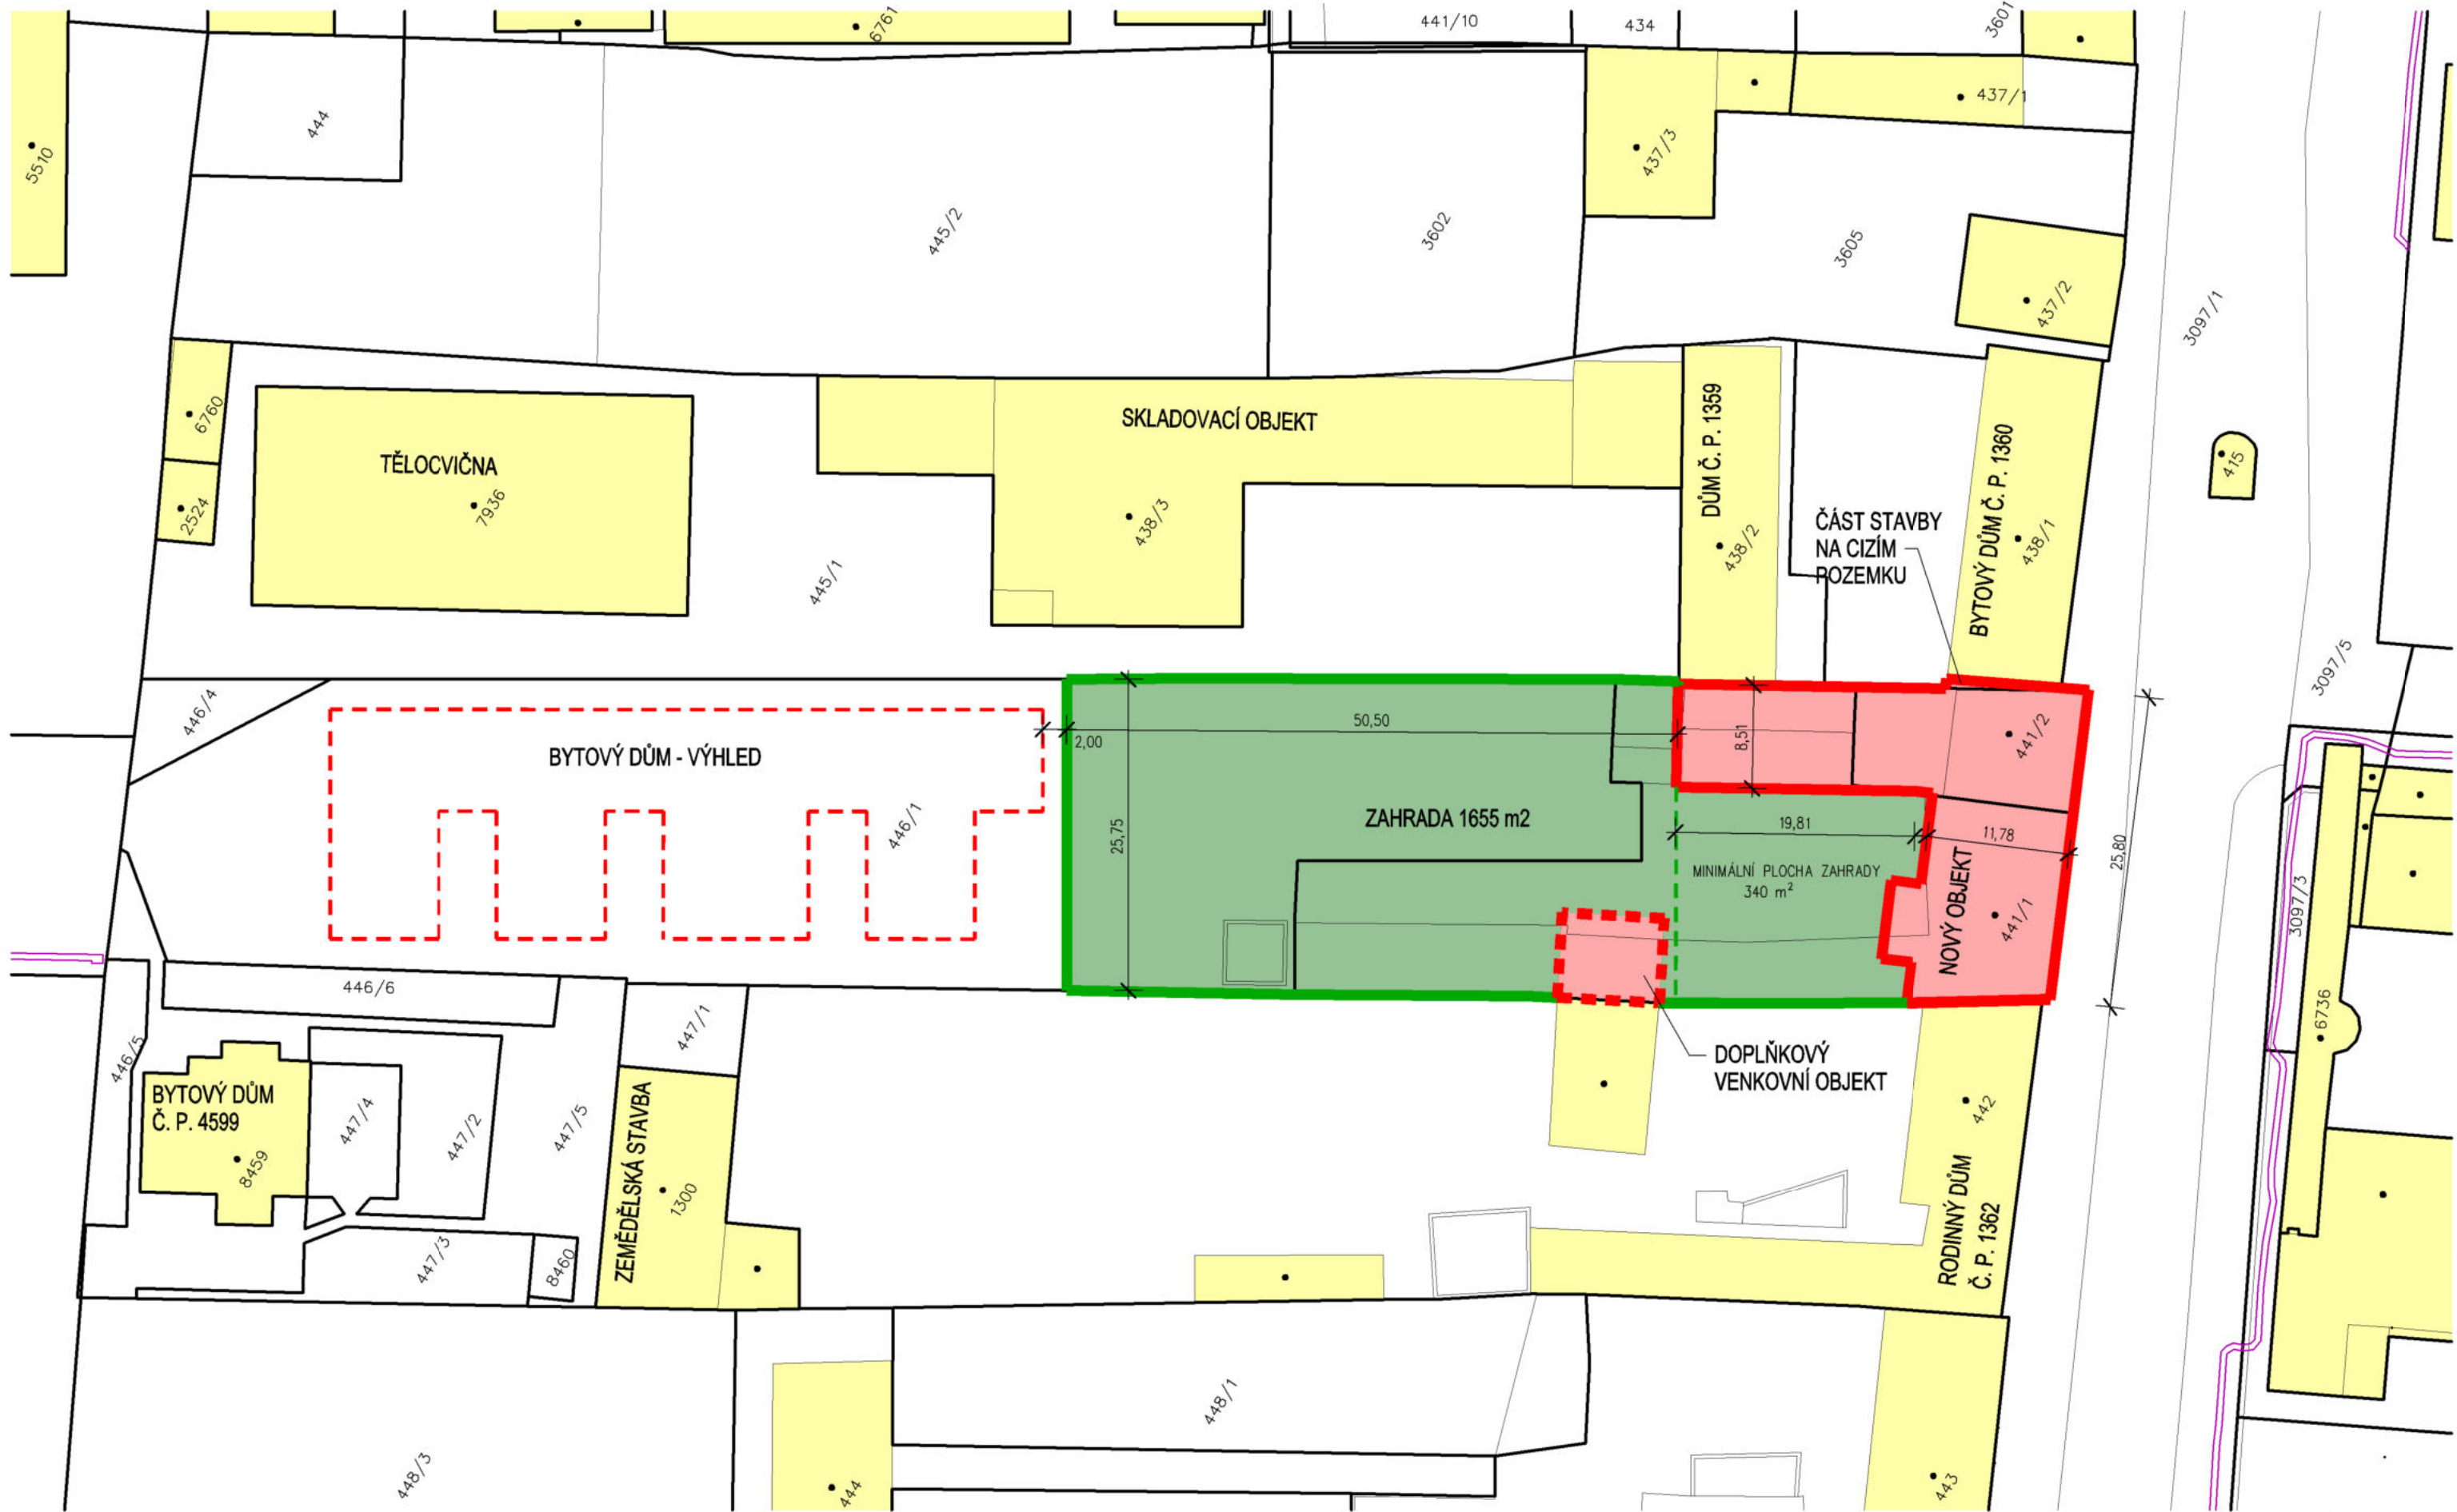 6761
441/10
434
3601
5510
444
437/1
437/3
445/2
3602
3605
437/2
3097/1
6760
2524
TĚLOCVIČNA
7936
SKLADOVACÍ OBJEKT
438/3
445/1
DŮM Č. P. 1359
438/2
ČÁST STAVBY
NA CIZÍM
POZEMKU
BYTOVÝ DŮM Č. P. 1360
438/1
415
3097/5
446/4
BYTOVÝ DŮM - VÝHLED
446/1
2,00
50,50
8,51
441/2
25,75
ZAHRADA 1655 m2
19,81
11,78
25,80
MINIMÁLNÍ PLOCHA ZAHRADY
340 m²
NOVÝ OBJEKT
441/1
3097/3
6736
446/6
446/5
447/1
BYTOVÝ DŮM
Č. P. 4599
8459
447/4
447/2
447/5
ZEMĚDĚLSKÁ STAVBA
1300
DOPLŇKOVÝ
VENKOVNÍ OBJEKT
442
RODINNÝ DŮM
Č. P. 1362
447/3
8460
448/3
444
448/1
443